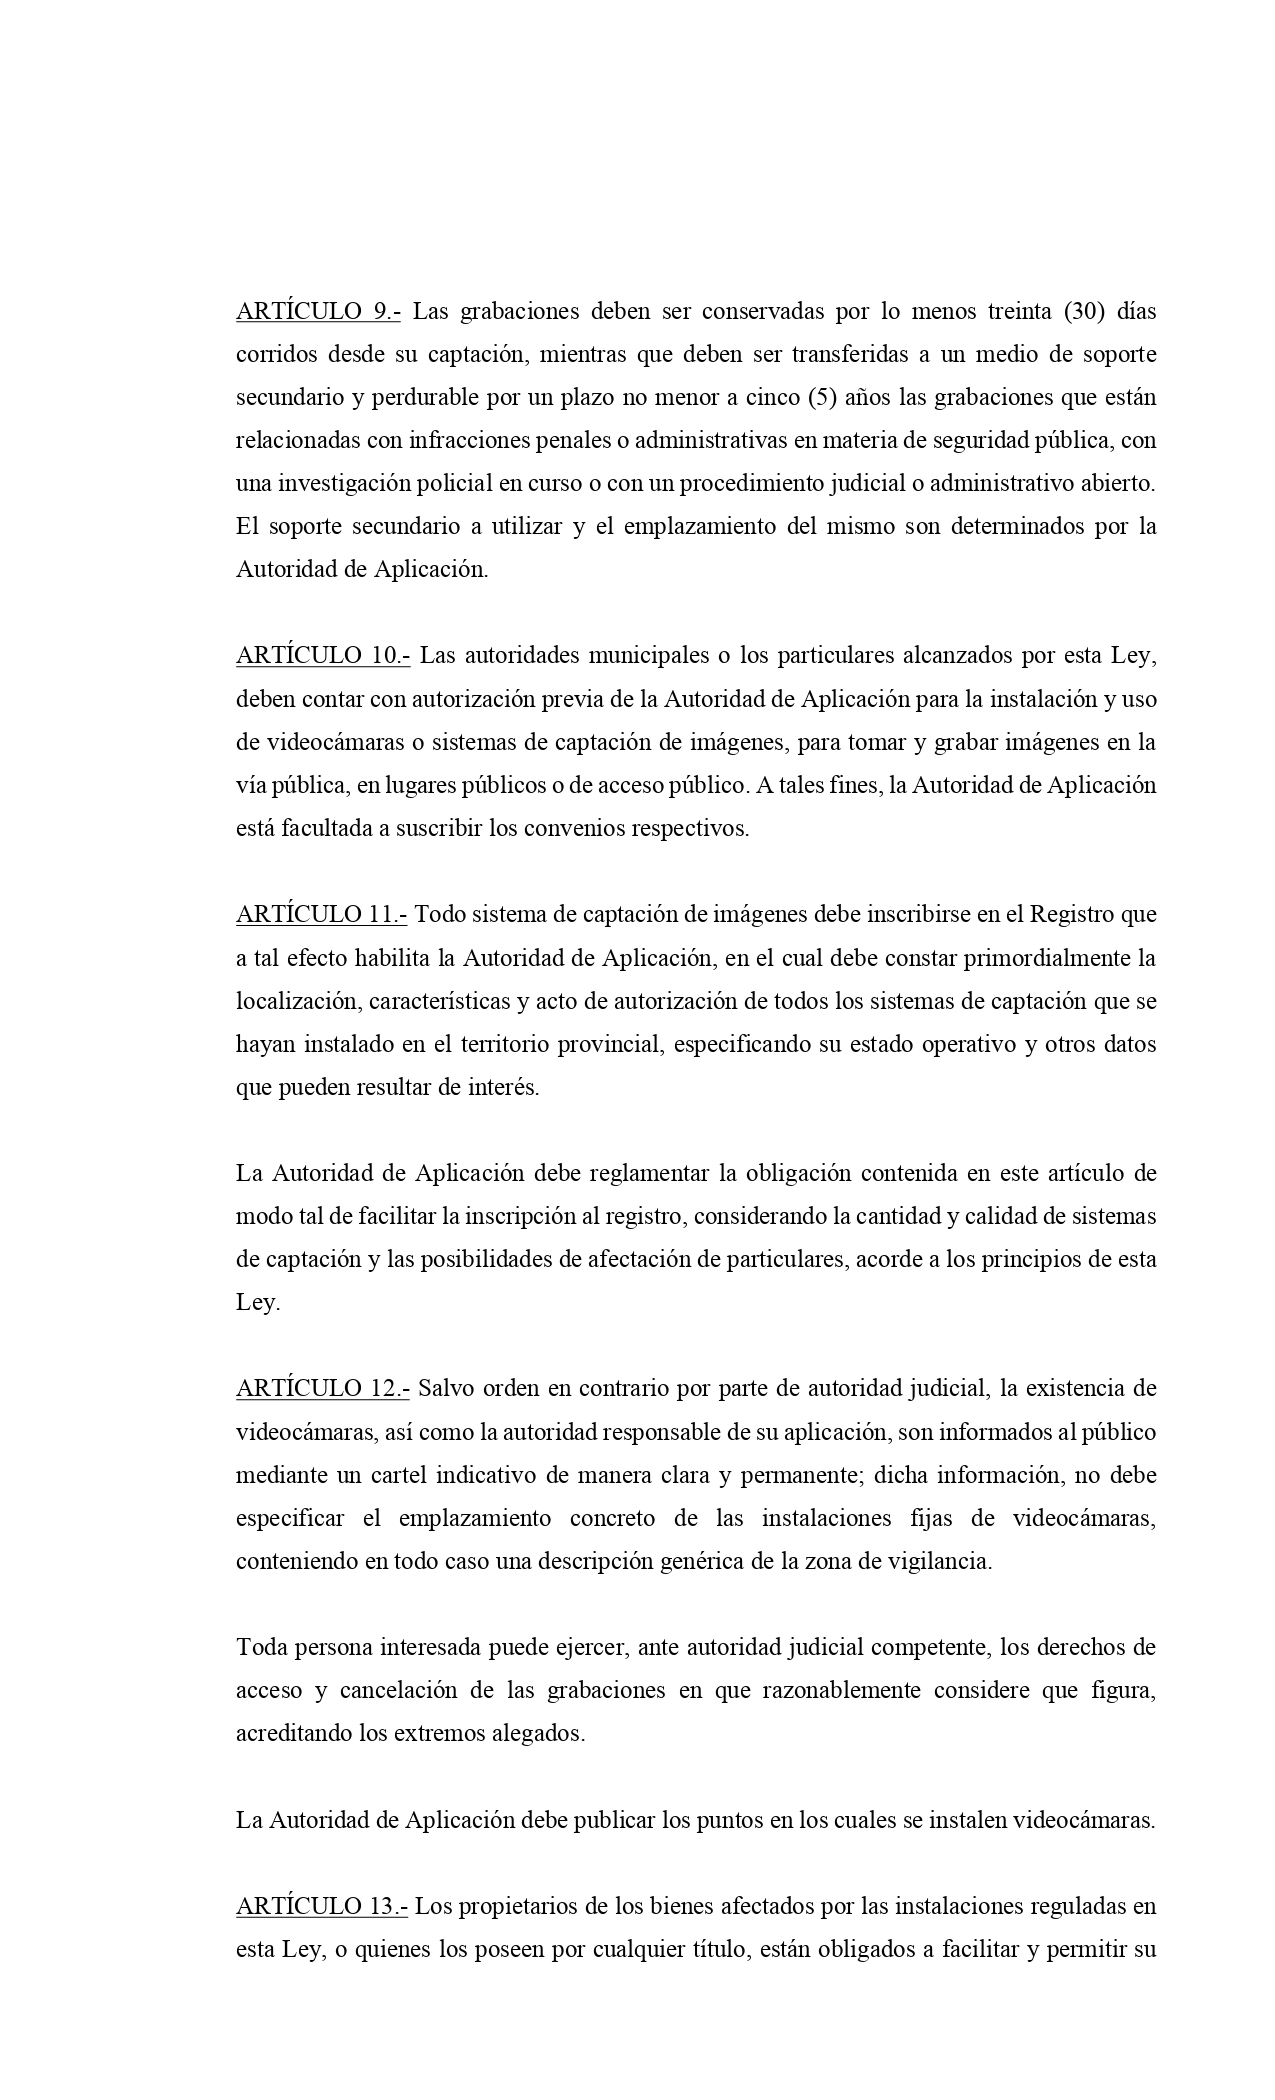 ARTÍCULO 9.- Las grabaciones deben ser conservadas por lo menos treinta (30) días
corridos desde su captación, mientras que deben ser transferidas a un medio de soporte
secundario y perdurable por un plazo no menor a cinco (5) años las grabaciones que están
relacionadas con infracciones penales o administrativas en materia de seguridad pública, con
una investigación policial en curso o con un procedimiento judicial o administrativo abierto.
El soporte secundario a utilizar y el emplazamiento del mismo son determinados por la
Autoridad de Aplicación.
ARTÍCULO 10.- Las autoridades municipales o los particulares alcanzados por esta Ley,
deben contar con autorización previa de la Autoridad de Aplicación para la instalación y uso
de videocámaras o sistemas de captación de imágenes, para tomar y grabar imágenes en la
vía pública, en lugares públicos o de acceso público. A tales fines, la Autoridad de Aplicación
está facultada a suscribir los convenios respectivos.
ARTÍCULO 11.- Todo sistema de captación de imágenes debe inscribirse en el Registro que
a tal efecto habilita la Autoridad de Aplicación, en el cual debe constar primordialmente la
localización, características y acto de autorización de todos los sistemas de captación que se
hayan instalado en el territorio provincial, especificando su estado operativo y otros datos
que pueden resultar de interés.
La Autoridad de Aplicación debe reglamentar la obligación contenida en este artículo de
modo tal de facilitar la inscripción al registro, considerando la cantidad y calidad de sistemas
de captación y las posibilidades de afectación de particulares, acorde a los principios de esta
Ley.
ARTÍCULO 12.- Salvo orden en contrario por parte de autoridad judicial, la existencia de
videocámaras, así como la autoridad responsable de su aplicación, son informados al público
mediante un cartel indicativo de manera clara y permanente; dicha información, no debe
especificar el emplazamiento concreto de las instalaciones fijas de videocámaras,
conteniendo en todo caso una descripción genérica de la zona de vigilancia.
Toda persona interesada puede ejercer, ante autoridad judicial competente, los derechos de
acceso y cancelación de las grabaciones en que razonablemente considere que figura,
acreditando los extremos alegados.
La Autoridad de Aplicación debe publicar los puntos en los cuales se instalen videocámaras.
ARTÍCULO 13.- Los propietarios de los bienes afectados por las instalaciones reguladas en
esta Ley, o quienes los poseen por cualquier título, están obligados a facilitar y permitir su